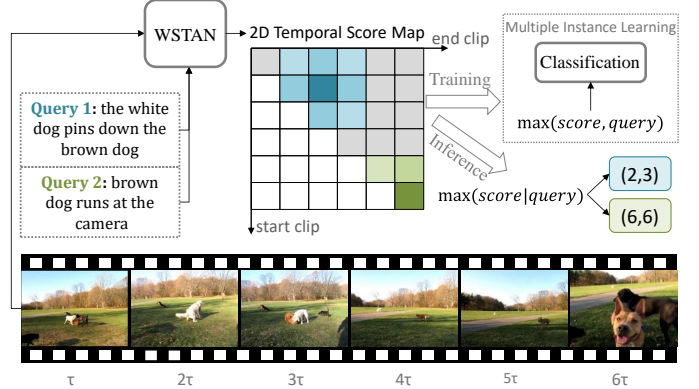 WSTAN
2D Temporal Score Map
end clip
Multiple Instance Learning
Classification
Training
max(score, query)
Query 1: the white
dog pins down the
brown dog
Query 2: brown
dog runs at the
camera
Inference
max(score|query)
(2,3)
(6,6)
start clip
τ
2τ
3τ
4τ
5τ
6τ